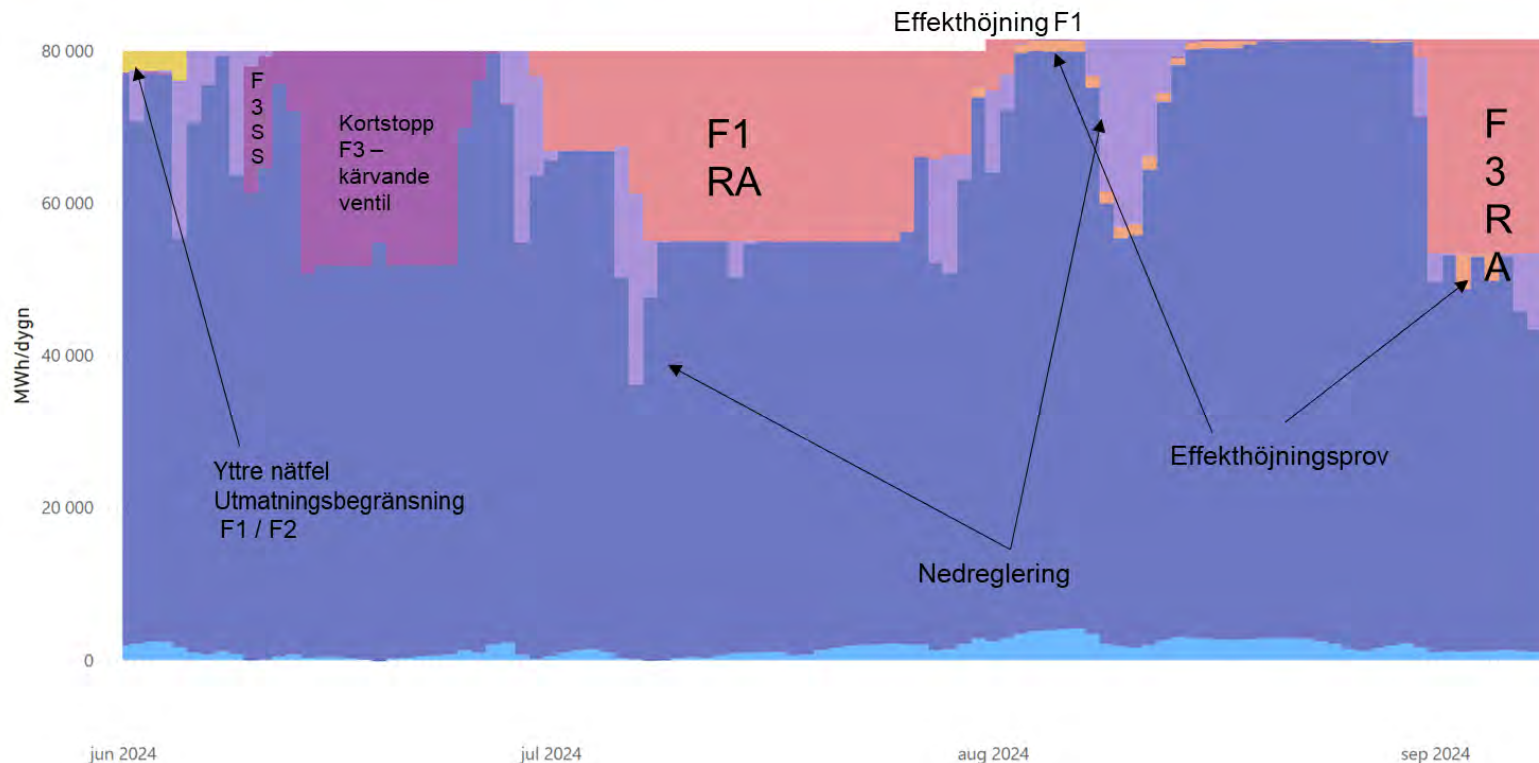 Effekthöjning F1
80 000
60 000
40 000
20 000
0
MWh/dygn
F
3
S
S
Kortstopp
F3 –
kärvande
ventil
F1
RA
F
3
R
A
Yttre nätfel
Utmatningsbegränsning
F1 / F2
Nedreglering
Effekthöjningsprov
jun 2024
jul 2024
aug 2024
sep 2024